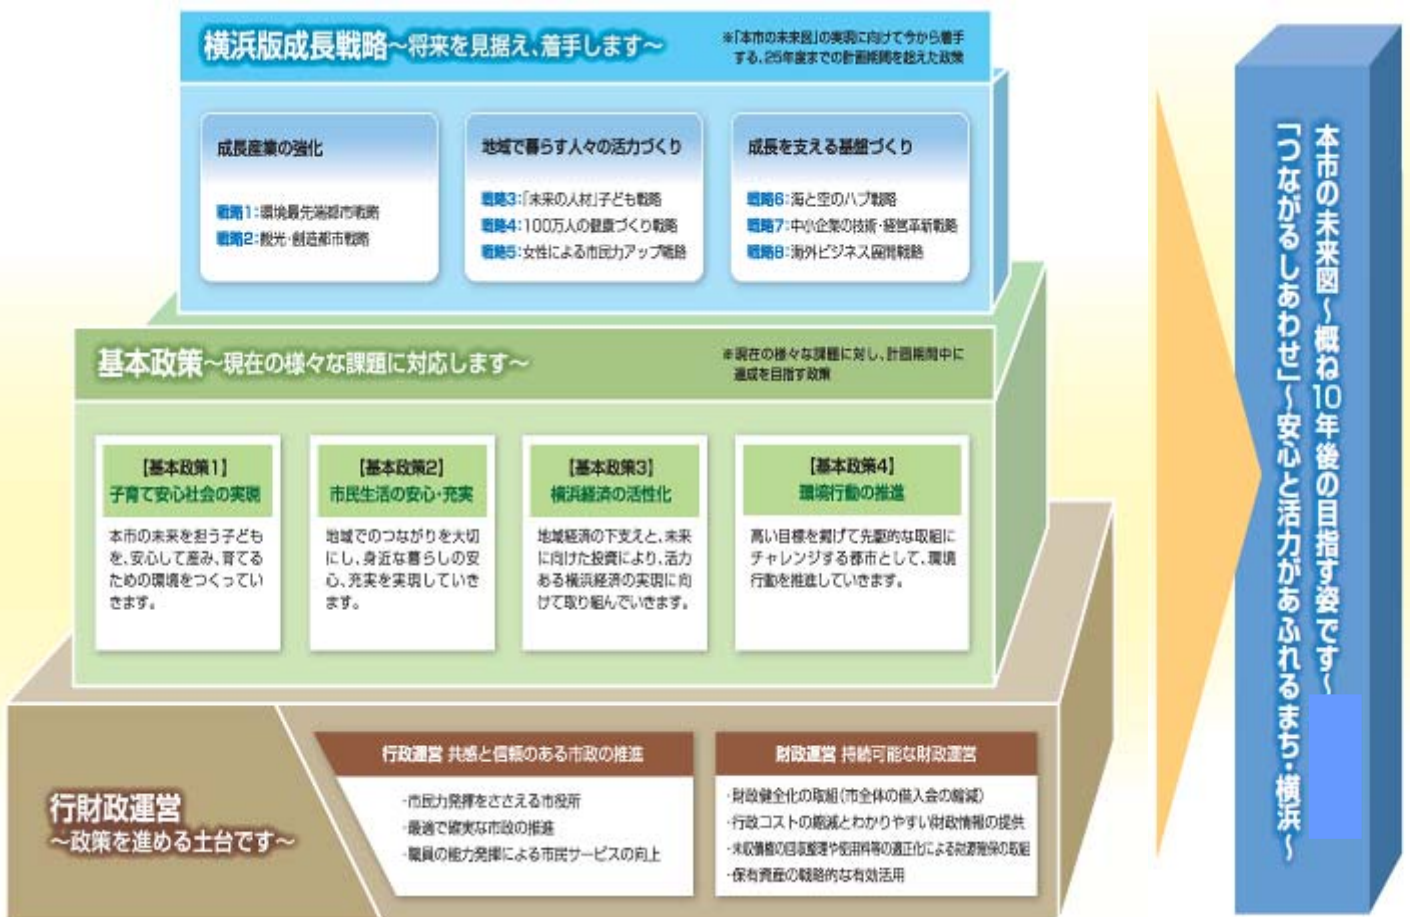 横浜版成長戦略～将来を見据え、着手します～
※「本市の未来図」の実現に向けて今から着手
する、25年度までの計画期間を超えた政策
成長産業の強化
戦略1:環境最先端都市戦略
戦略2:観光・創造都市戦略
地域で暮らす人々の活力づくり
戦略3:「未来の人材」子ども戦略
戦略4:100万人の健康づくり戦略
戦略5:女性による市民力アップ戦略
成長を支える基盤づくり
戦略6:海と空のハブ戦略
戦略7:中小企業の技術・経営革新戦略
戦略8:海外ビジネス展開戦略
基本政策～現在の様々な課題に対応します～
※現在の様々な課題に対し、計画期間中に
達成を目指す政策
【基本政策1】
子育て安心社会の実現
本市の未来を担う子ども
を、安心して産み、育てる
ための環境をつくってい
きます。
【基本政策2】
市民生活の安心・充実
地域でのつながりを大切
にし、身近な暮らしの安
心、充実を実現していき
ます。
【基本政策3】
横浜経済の活性化
地域経済の下支えと、未来
に向けた投資により、活力
ある横浜経済の実現に向
けて取り組んでいきます。
【基本政策4】
環境行動の推進
高い目標を掲げて先駆的な取組に
チャレンジする都市として、環境
行動を推進していきます。
行財政運営
～政策を進める土台です～
行政運営 共感と信頼のある市政の推進
・市民力発揮をささえる市役所
・最適で確実な市政の推進
・職員の能力発揮による市民サービスの向上
財政運営 持続可能な財政運営
・財政健全化の取組(市全体の借入金の縮減)
・行政コストの縮減とわかりやすい財政情報の提供
・未収債権の回収整理や使用料等の適正化による財源確保の取組
・保有資産の戦略的な有効活用
本市の未来図～概ね10年後の目指す姿です～
「つながるしあわせ」～安心と活力があふれるまち・横浜～